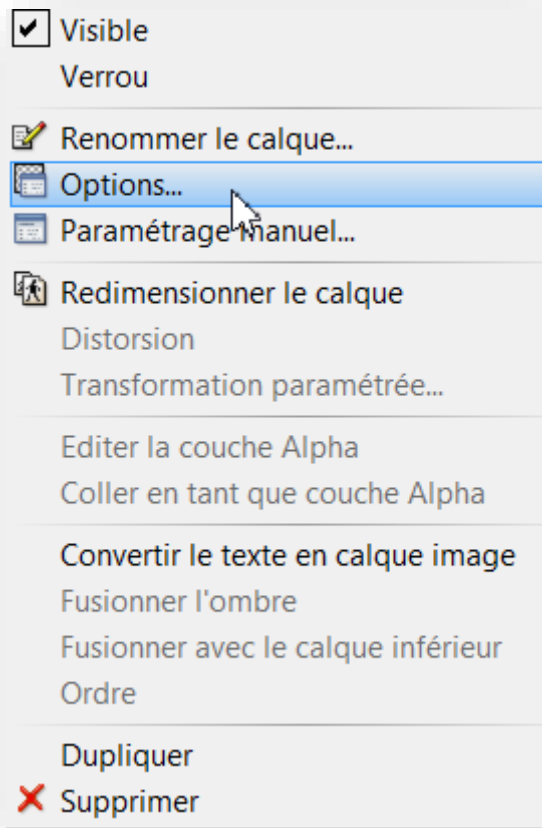 Visible
Verrou
Renommer le calque...
Options...
Paramétrage manuel...
Redimensionner le calque
Distorsion
Transformation paramétrée...
Editer la couche Alpha
Coller en tant que couche Alpha
Convertir le texte en calque image
Fusionner l'ombre
Fusionner avec le calque inférieur
Ordre
Dupliquer
Supprimer